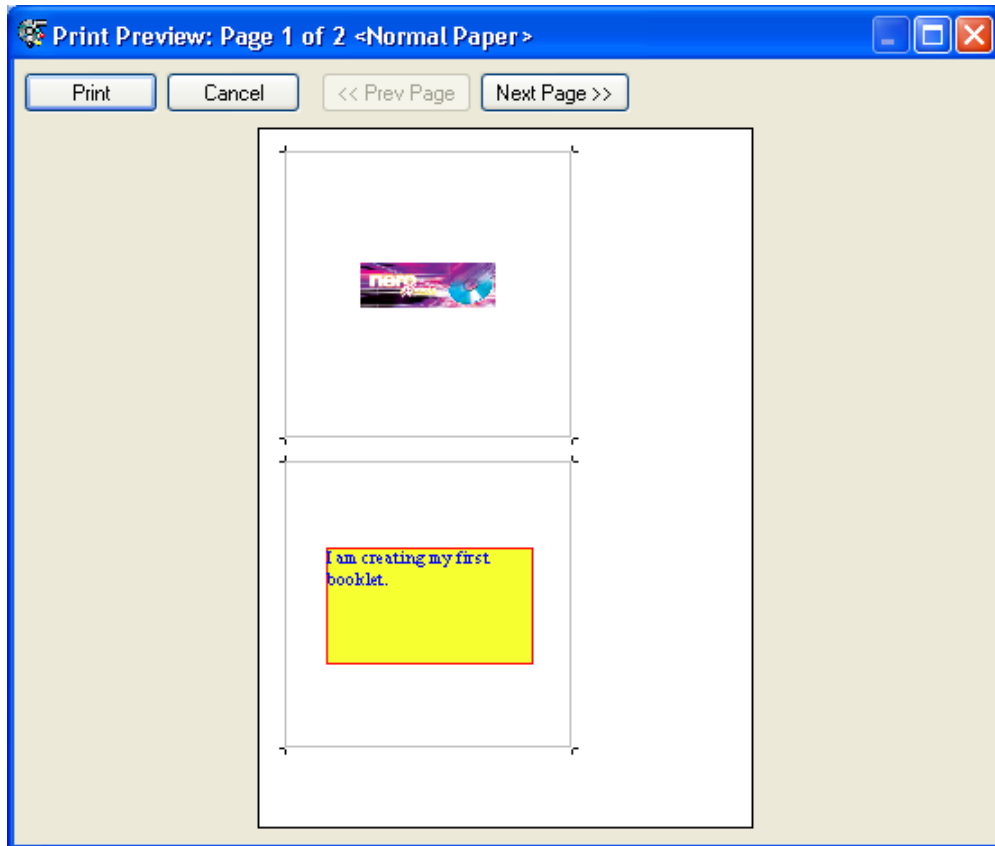 Print Preview: Page 1 of 2 <Normal Paper>
Print Cancel << Prev Page Next Page >>
nero
I am creating my first
booklet.